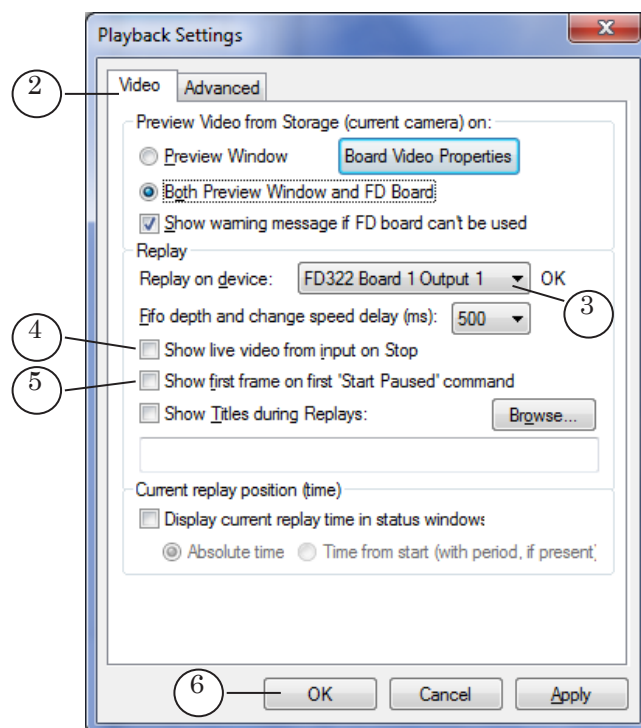 Playback Settings
2
Video Advanced
Preview Video from Storage (current camera) on:
Preview Window Board Video Properties
Both Preview Window and FD Board
Show warning message if FD board can't be used
Replay
Replay on device: FD322 Board 1 Output 1 OK
3
Fifo depth and change speed delay (ms): 500
4
Show live video from input on Stop
5
Show first frame on first 'Start Paused' command
Show Titles during Replays: Browse...
Current replay position (time)
Display current replay time in status windows
Absolute time Time from start (with period, if present)
6
OK Cancel Apply